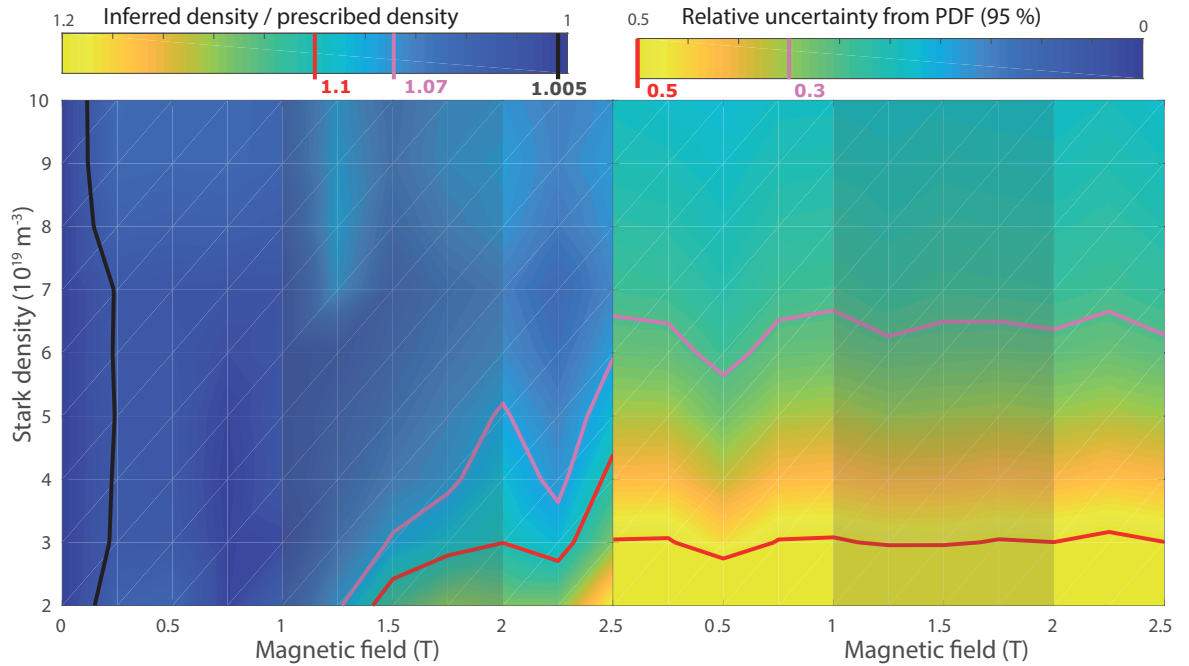 Inferred density / prescribed density
1.2 1
1.1 1.07 1.005
Relative uncertainty from PDF (95 %)
0.5 0
0.5 0.3
Stark density (10¹⁹ m⁻³)
10
9
8
7
6
5
4
3
2
0 0.5 1 1.5 2 2.5
Magnetic field (T)
0.5 1 1.5 2 2.5
Magnetic field (T)